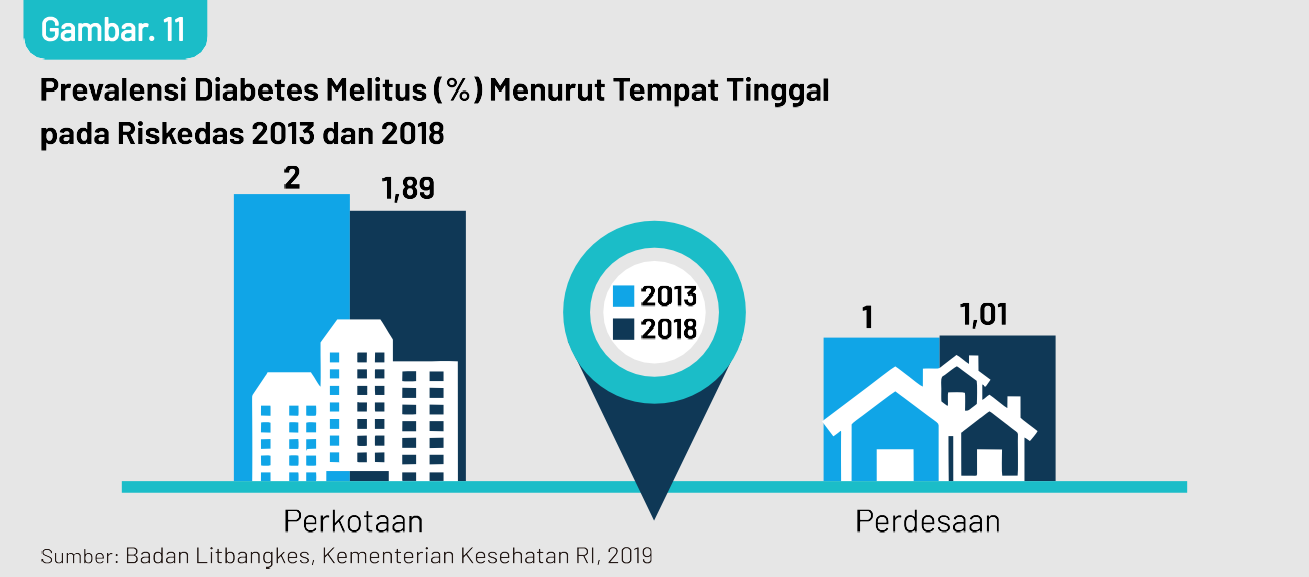 Gambar. 11
Prevalensi Diabetes Melitus (%) Menurut Tempat Tinggal
pada Riskedas 2013 dan 2018
2
1,89
2013
2018
1
1,01
Perkotaan
Perdesaan
Sumber: Badan Litbangkes, Kementerian Kesehatan RI, 2019